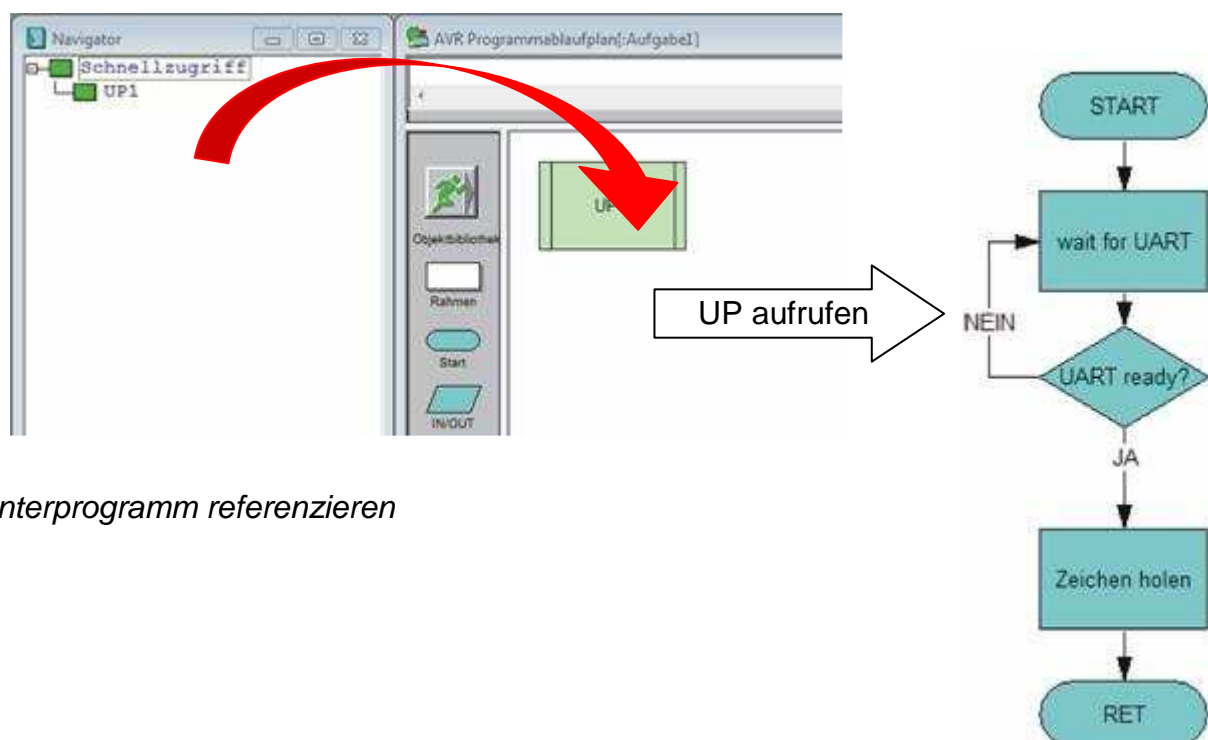 Navigator
AVR Programmablaufplan[:Aufgabe1]
Schnellzugriff
UP1
Objektbibliothek
Rahmen
Start
IN/OUT
UP
UP aufrufen
START
wait for UART
NEIN
UART ready?
JA
Zeichen holen
RET
nterprogramm referenzieren